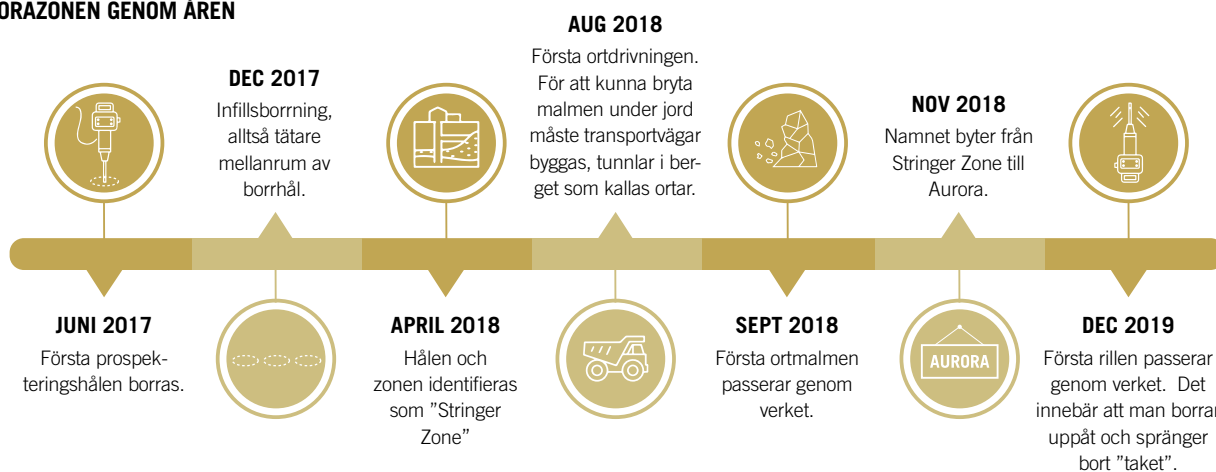 ORAZONEN GENOM ÅREN
JUNI 2017
Första prospek-
teringshålen borras.
DEC 2017
Infillsborrning,
alltså tätare
mellanrum av
borrhål.
APRIL 2018
Hålen och
zonen identifieras
som ”Stringer
Zone”
AUG 2018
Första ortdrivningen.
För att kunna bryta
malmen under jord
måste transportvägar
byggas, tunnlar i ber-
get som kallas ortar.
SEPT 2018
Första ortmalmen
passerar genom
verket.
NOV 2018
Namnet byter från
Stringer Zone till
Aurora.
AURORA
DEC 2019
Första rillen passerar
genom verket. Det
innebär att man borrar
uppåt och spränger
bort ”taket”.